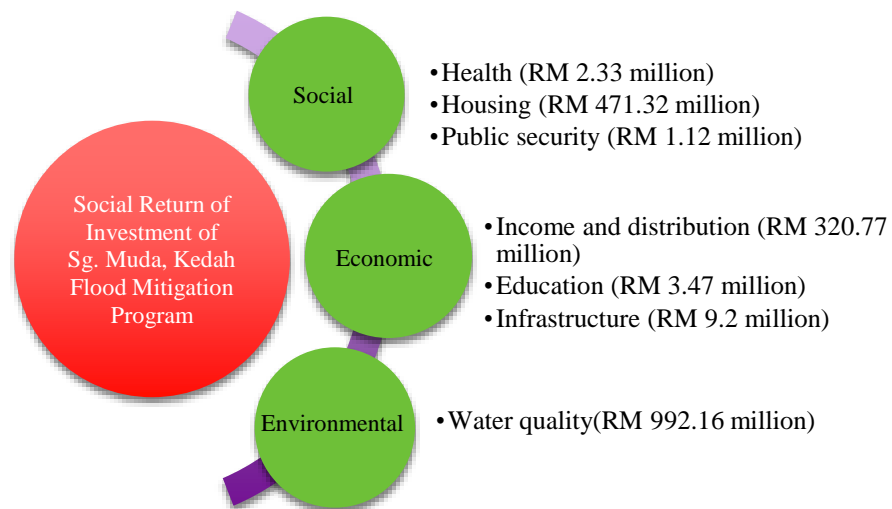 Social Return of
Investment of
Sg. Muda, Kedah
Flood Mitigation
Program
Social
•Health (RM 2.33 million)
•Housing (RM 471.32 million)
•Public security (RM 1.12 million)
Economic
•Income and distribution (RM 320.77
million)
•Education (RM 3.47 million)
•Infrastructure (RM 9.2 million)
Environmental
•Water quality(RM 992.16 million)